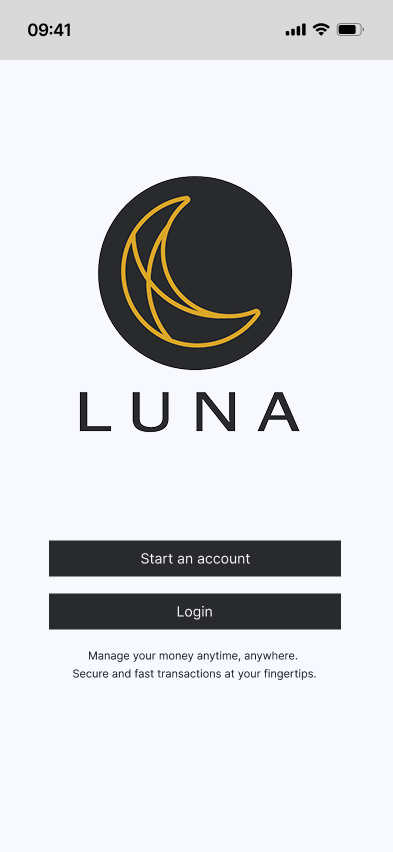 09:41
LUNA
Start an account
Login
Manage your money anytime, anywhere.
Secure and fast transactions at your fingertips.